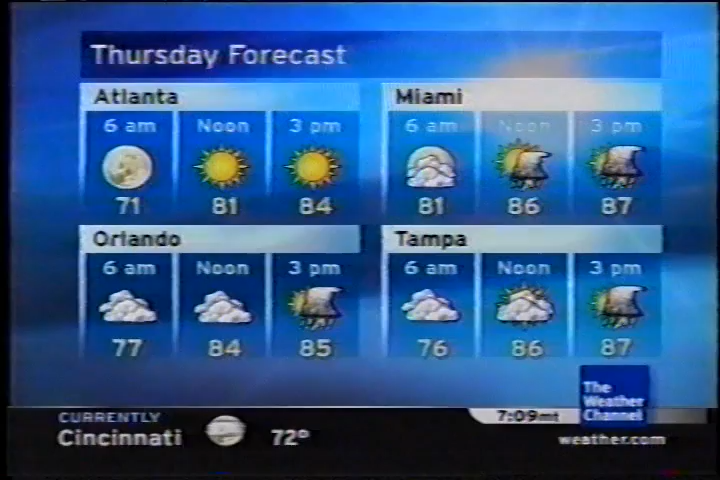 Thursday Forecast
Atlanta
6 am Noon 3 pm
71 81 84
Miami
6 am Noon 3 pm
81 86 87
Orlando
6 am Noon 3 pm
77 84 85
Tampa
6 am Noon 3 pm
76 86 87
The
Weather
Channel
CURRENTLY
7:09mt
Cincinnati 72°
weather.com